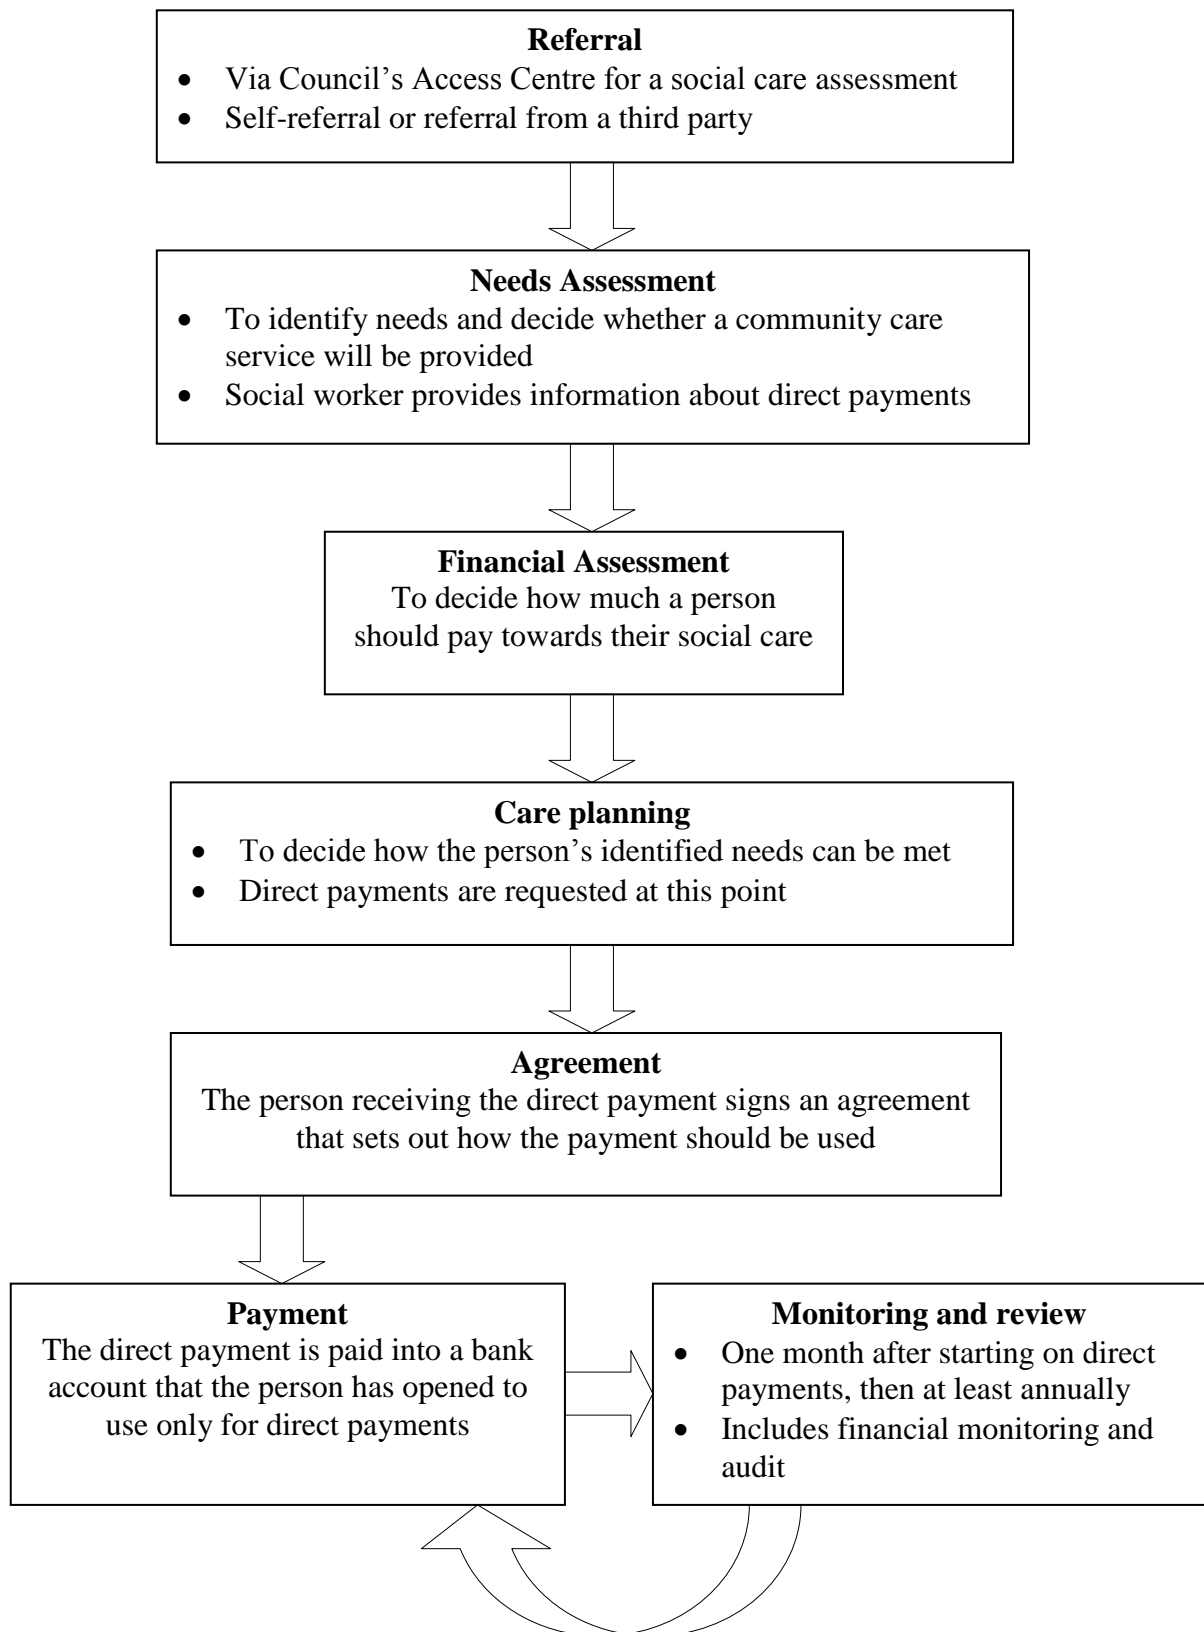 Referral
• Via Council’s Access Centre for a social care assessment
• Self-referral or referral from a third party
Needs Assessment
• To identify needs and decide whether a community care
service will be provided
• Social worker provides information about direct payments
Financial Assessment
To decide how much a person
should pay towards their social care
Care planning
• To decide how the person’s identified needs can be met
• Direct payments are requested at this point
Agreement
The person receiving the direct payment signs an agreement
that sets out how the payment should be used
Payment
The direct payment is paid into a bank
account that the person has opened to
use only for direct payments
Monitoring and review
• One month after starting on direct
payments, then at least annually
• Includes financial monitoring and
audit